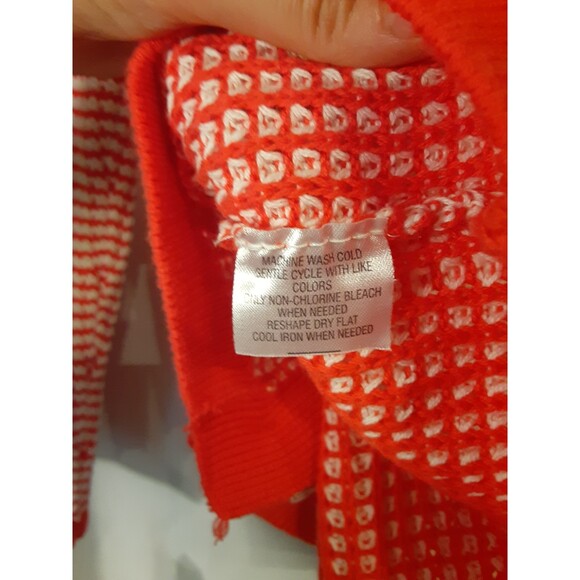 MACHINE WASH COLD
GENTLE CYCLE WITH LIKE
COLORS
ONLY NON-CHLORINE BLEACH
WHEN NEEDED
RESHAPE DRY FLAT
COOL IRON WHEN NEEDED